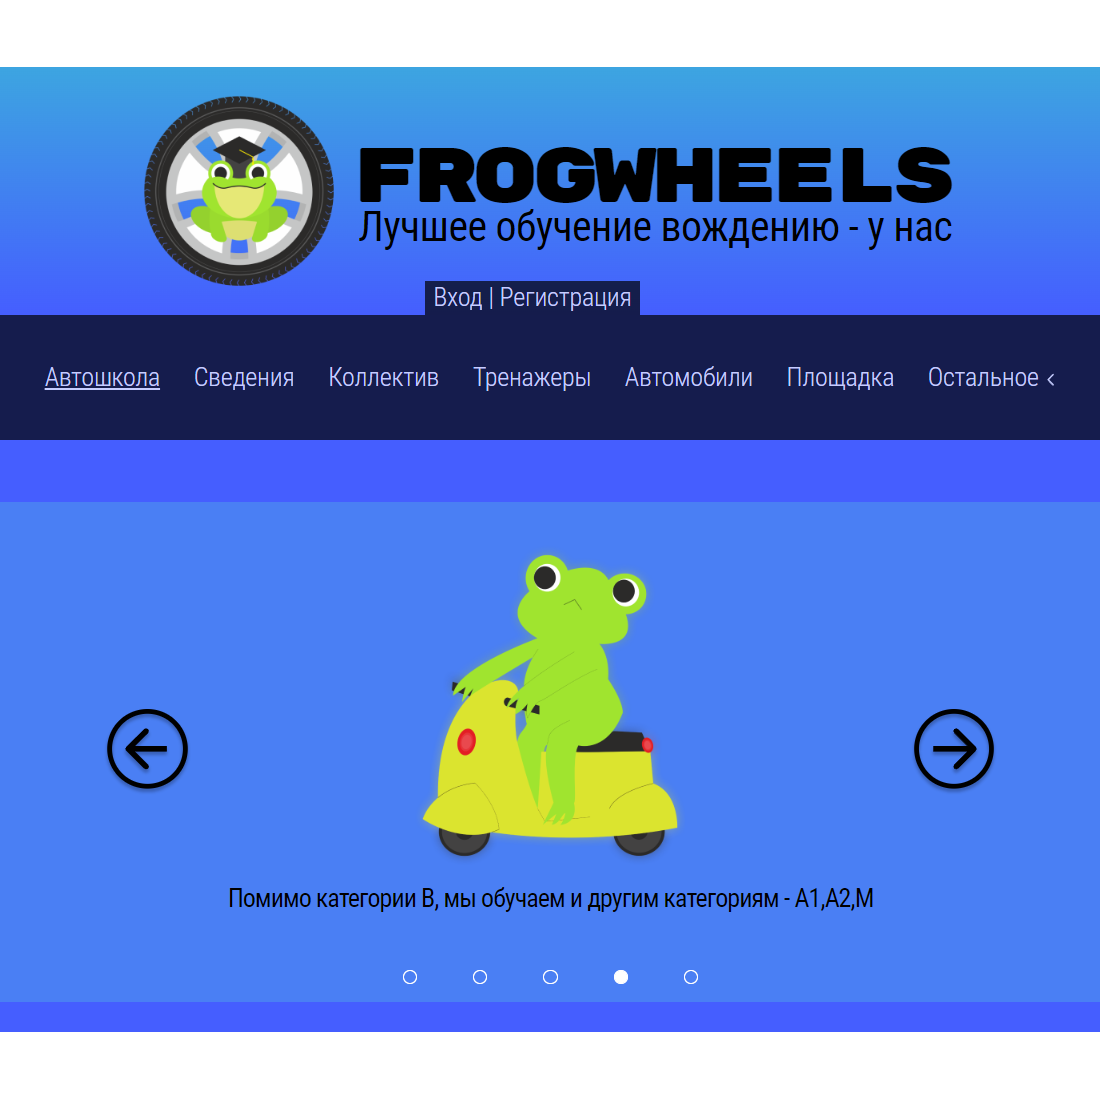 FROGWHEELS
Лучшее обучение вождению - у нас
Вход | Регистрация
Автошкола Сведения Коллектив Тренажеры Автомобили Площадка Остальное <
Помимо категории B, мы обучаем и другим категориям - A1,A2,M